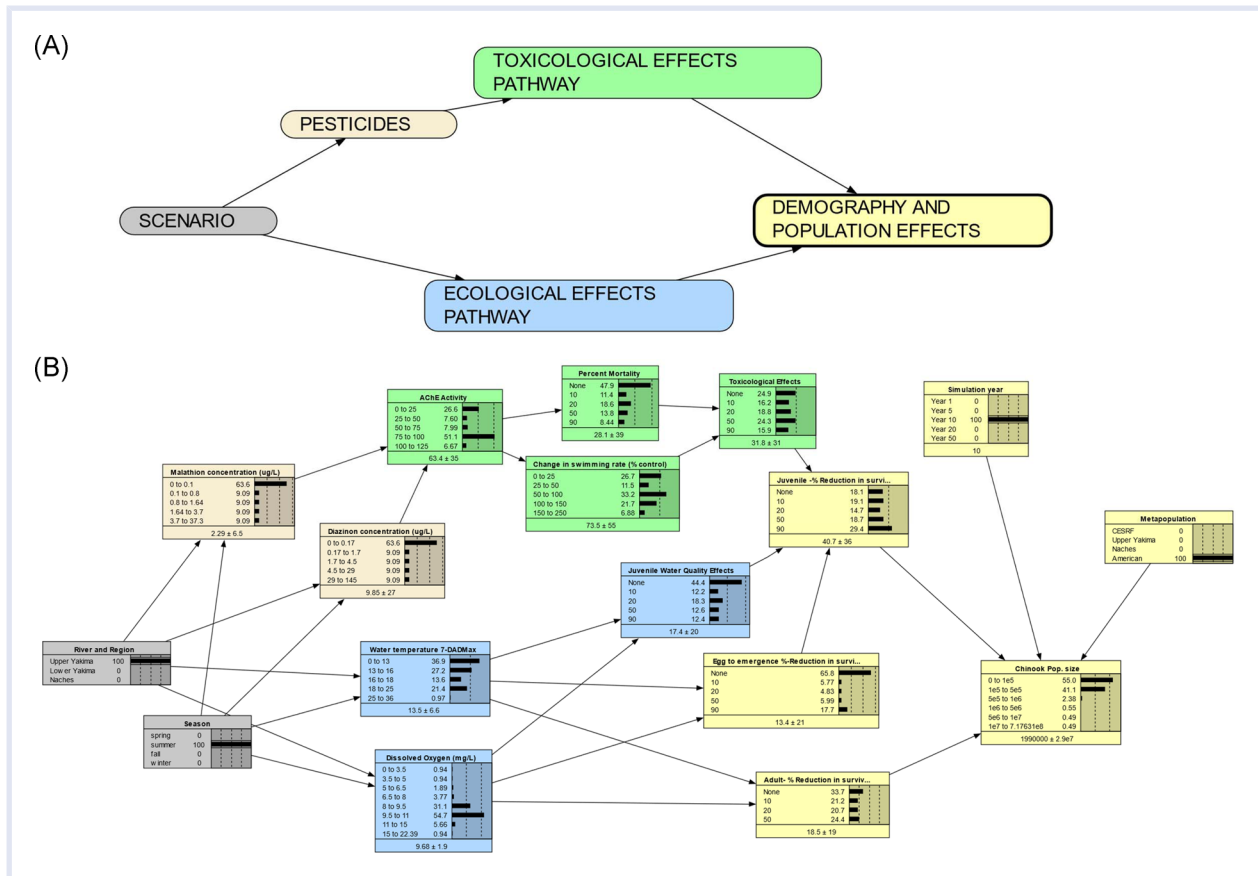 (A)
TOXICOLOGICAL EFFECTS
PATHWAY
PESTICIDES
SCENARIO
DEMOGRAPHY AND
POPULATION EFFECTS
ECOLOGICAL EFFECTS
PATHWAY
(B)
Percent Mortality
None 47.9
10 11.4
20 18.6
50 13.8
90 8.44
28.1 ± 39
Toxicological Effects
None 24.9
10 16.2
20 18.8
50 24.3
90 15.9
31.8 ± 31
Simulation year
Year 1 0
Year 5 0
Year 10 100
Year 20 0
Year 50 0
10
AChE Activity
0 to 25 26.6
25 to 50 7.60
50 to 75 7.99
75 to 100 51.1
100 to 125 6.67
63.4 ± 35
Change in swimming rate (% control)
0 to 25 26.7
25 to 50 11.5
50 to 100 33.2
100 to 150 21.7
150 to 250 6.88
73.5 ± 55
Malathion concentration (ug/L)
0 to 0.1 63.6
0.1 to 0.8 9.09
0.8 to 1.64 9.09
1.64 to 3.7 9.09
3.7 to 37.3 9.09
2.29 ± 6.5
Juvenile -% Reduction in survi...
None 18.1
10 19.1
20 14.7
50 18.7
90 29.4
40.7 ± 36
Metapopulation
CESRF 0
Upper Yakima 0
Naches 0
American 100
Diazinon concentration (ug/L)
0 to 0.17 63.6
0.17 to 1.7 9.09
1.7 to 4.5 9.09
4.5 to 29 9.09
29 to 145 9.09
9.85 ± 27
Juvenile Water Quality Effects
None 44.4
10 12.2
20 18.3
50 12.6
90 12.4
17.4 ± 20
River and Region
Upper Yakima 100
Lower Yakima 0
Naches 0
Water temperature 7-DADMax
0 to 13 36.9
13 to 16 27.2
16 to 18 13.6
18 to 25 21.4
25 to 36 0.97
13.5 ± 6.6
Egg to emergence %-Reduction in survi...
None 65.8
10 5.77
20 4.83
50 5.99
90 17.7
13.4 ± 21
Chinook Pop. size
0 to 1e5 55.0
1e5 to 5e5 41.1
5e5 to 1e6 2.38
1e6 to 5e6 0.55
5e6 to 1e7 0.49
1e7 to 7.17631e8 0.49
1990000 ± 2.9e7
Season
spring 0
summer 100
fall 0
winter 0
Dissolved Oxygen (mg/L)
0 to 3.5 0.94
3.5 to 5 0.94
5 to 6.5 1.89
6.5 to 8 3.77
8 to 9.5 31.1
9.5 to 11 54.7
11 to 15 5.66
15 to 22.39 0.94
9.68 ± 1.9
Adult- % Reduction in surviv...
None 33.7
10 21.2
20 20.7
50 24.4
18.5 ± 19